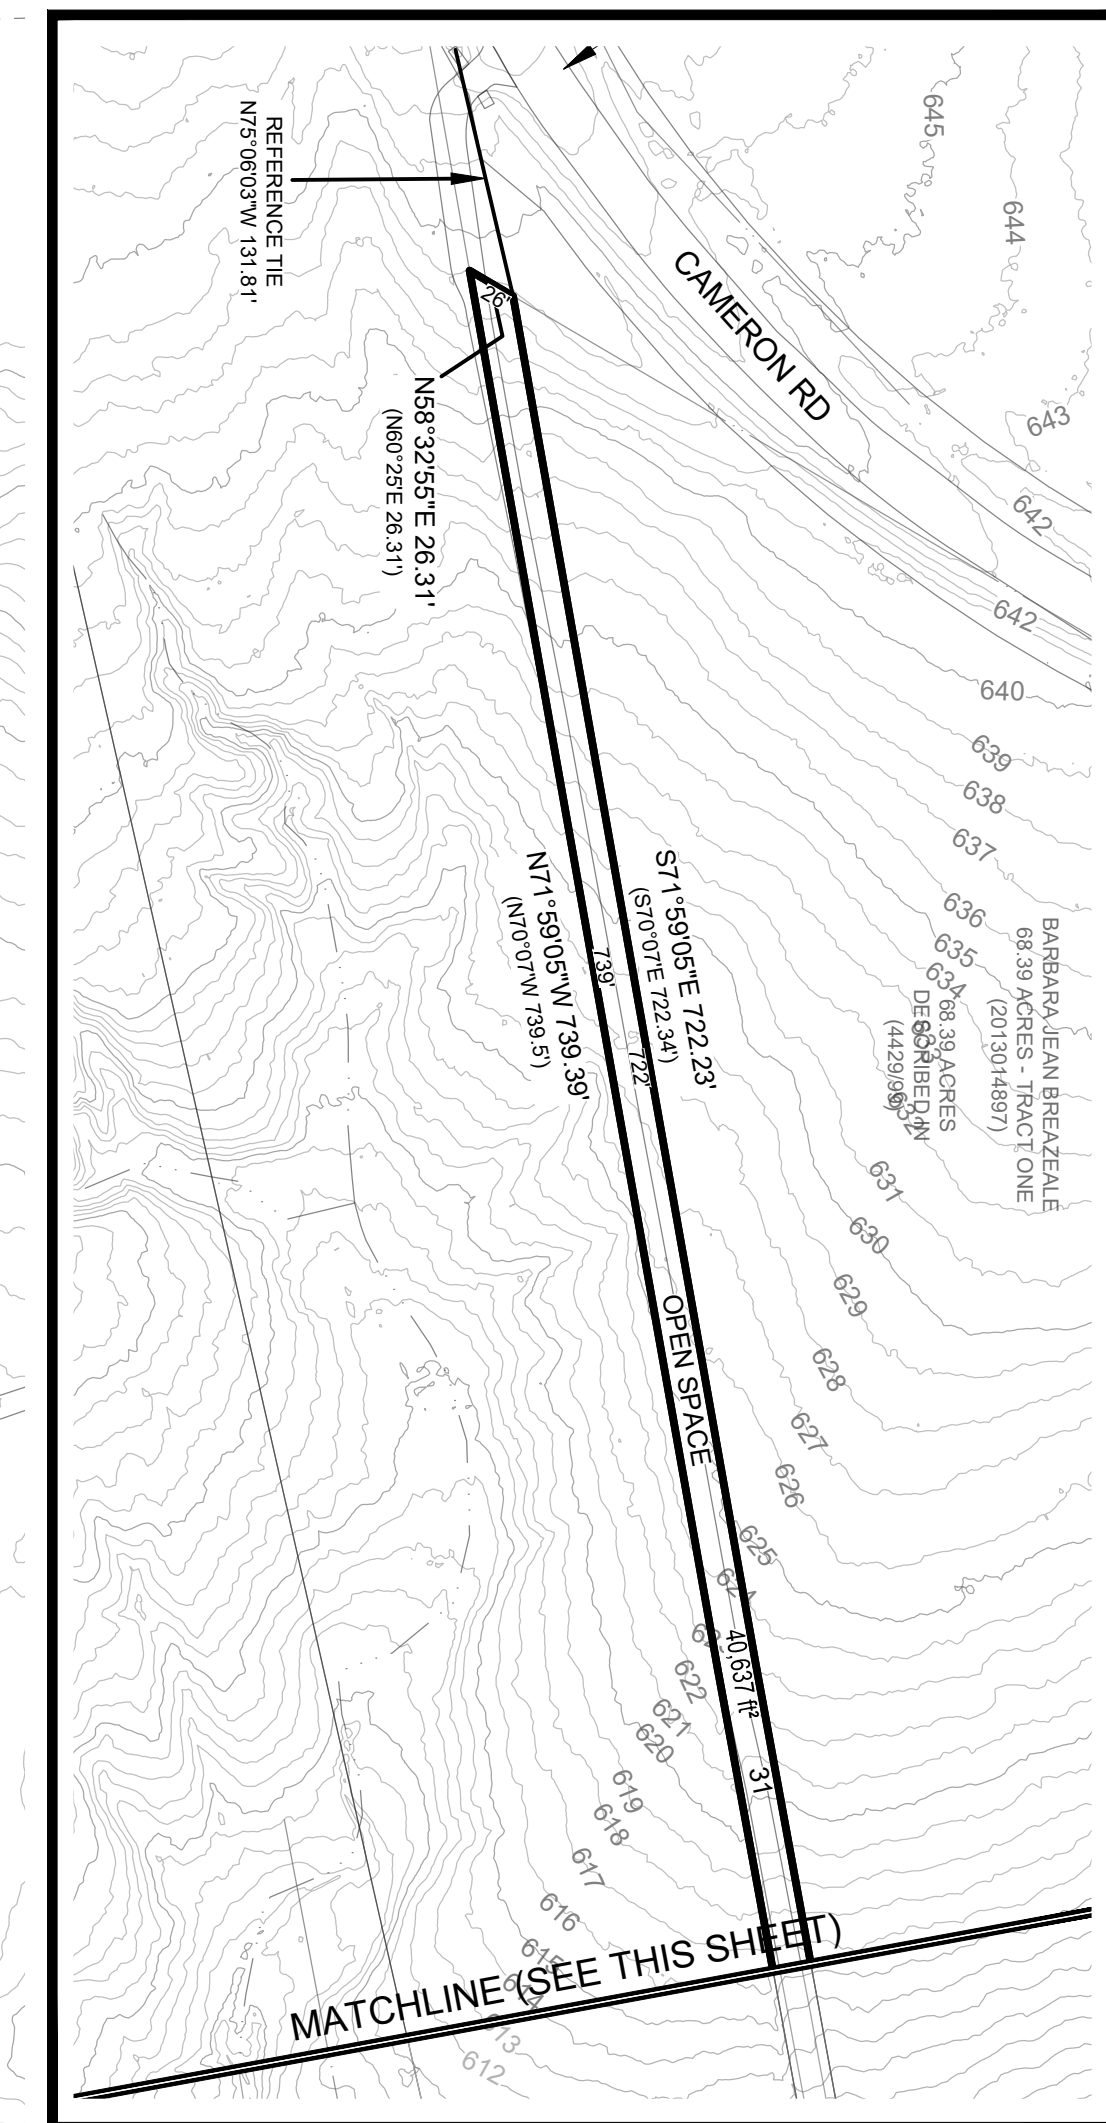 645
644
643
642
642
640
639
638
637
636
635
634
631
630
629
628
627
626
625
622
621
620
619
618
617
616
615
614
613
612
REFERENCE TIE
N75°06'03"W 131.81'
CAMERON RD
26'
N58°32'55"E 26.31'
(N60°25'E 26.31')
S71°59'05"E 722.23'
(S70°07'E 722.34')
739'
722'
N71°59'05"W 739.39'
(N70°07'W 739.5')
BARBARA JEAN BREAZEALE
68.39 ACRES - TRACT ONE
(2013014897)
68.39 ACRES
DESCRIBED IN
OPEN SPACE
40,637 ft²
31
MATCHLINE (SEE THIS SHEET)